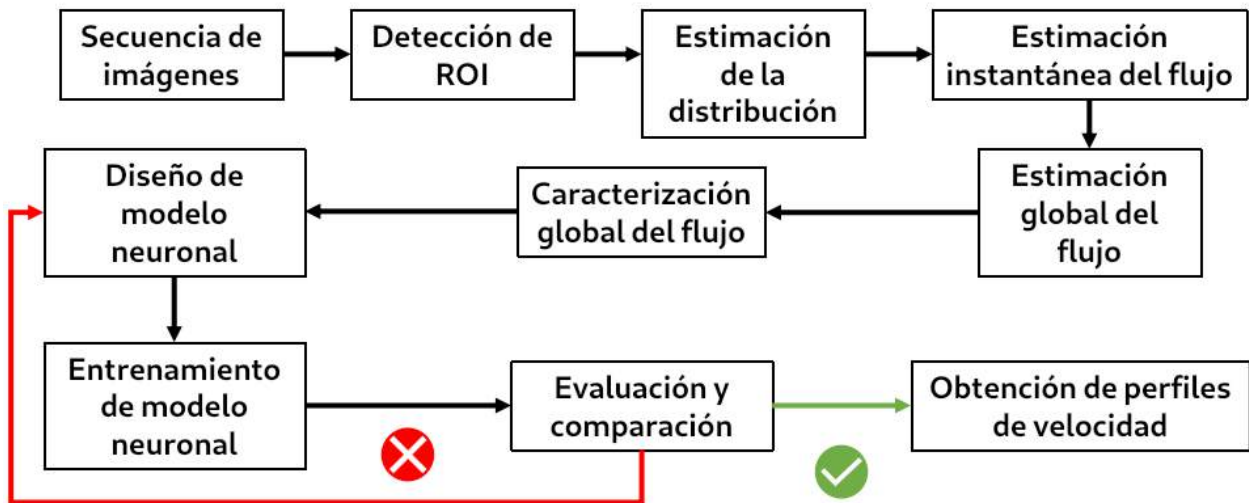 Secuencia de
imágenes
Detección de
ROI
Estimación
de la
distribución
Estimación
instantánea del flujo
Estimación
global del
flujo
Caracterización
global del flujo
Diseño de
modelo
neuronal
Entrenamiento
de modelo
neuronal
Evaluación y
comparación
Obtención de perfiles
de velocidad